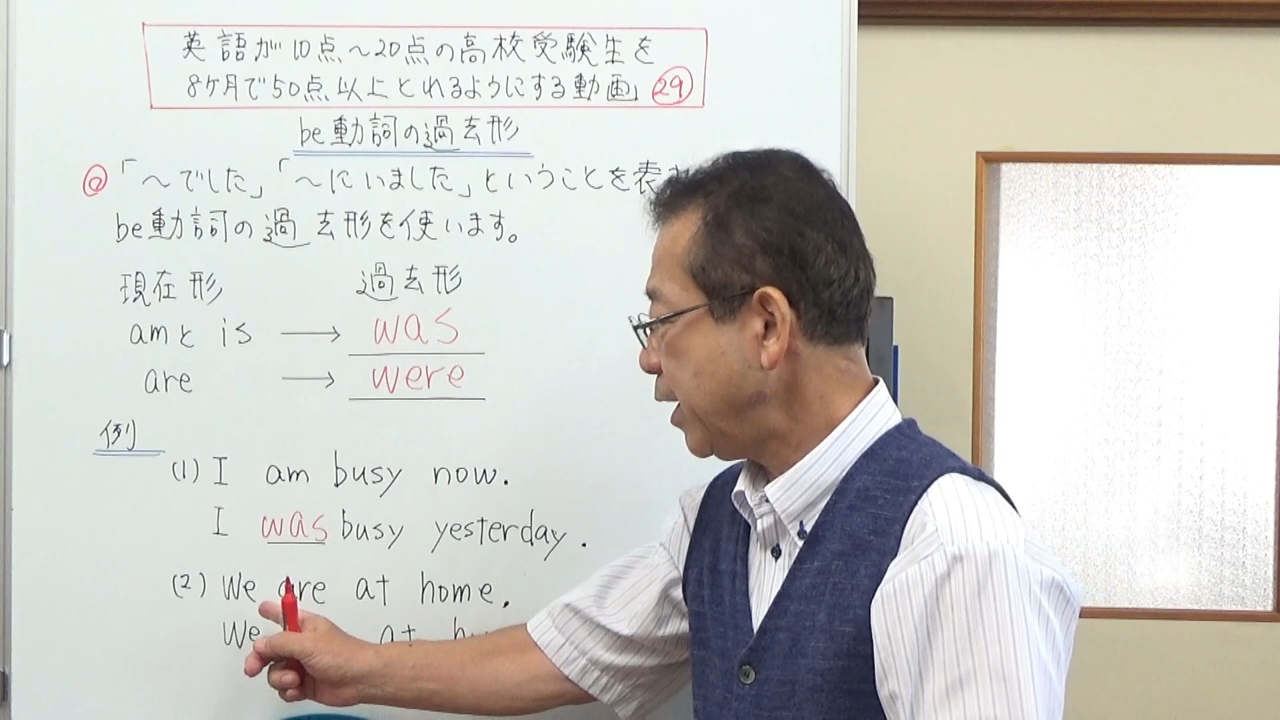 英語が10点〜20点の高校受験生を
8ケ月で50点以上とれるようにする動画 29
be動詞の過去形
@「〜でした」「〜にいました」ということを表す
be動詞の過去形を使います。
現在形 過去形
amと is → was
are → were
例
(1) I am busy now.
I was busy yesterday.
(2) We are at home.
We at